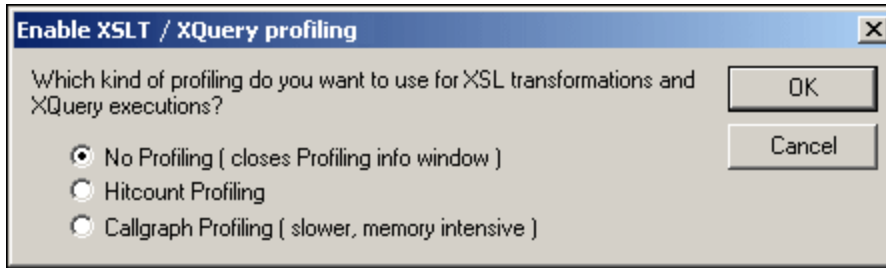 Enable XSLT / XQuery profiling
Which kind of profiling do you want to use for XSL transformations and
XQuery executions?
OK
Cancel
No Profiling ( closes Profiling info window )
Hitcount Profiling
Callgraph Profiling ( slower, memory intensive )